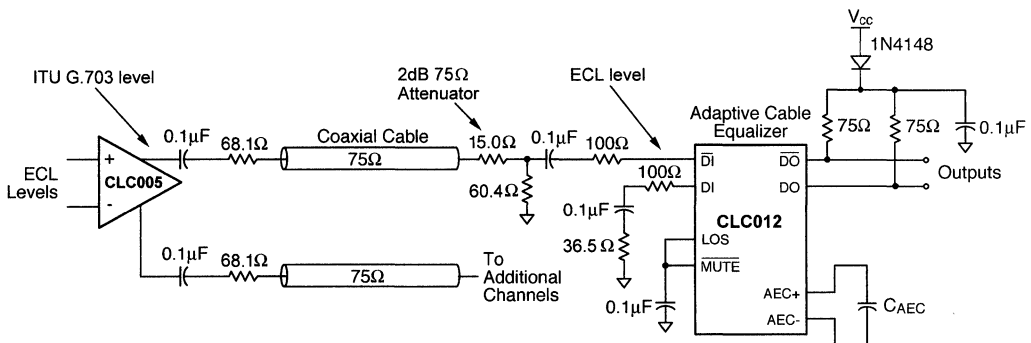 V_CC
1N4148
ITU G.703 level
2dB 75Ω
Attenuator
ECL level
Adaptive Cable
Equalizer
0.1µF
68.1Ω
Coaxial Cable
75Ω
15.0Ω
0.1µF
100Ω
75Ω
75Ω
0.1µF
+
CLC005
-
ECL
Levels
60.4Ω
100Ω
DI
DI
DO
DO
Outputs
0.1µF
36.5 Ω
CLC012
LOS
MUTE
0.1µF
68.1Ω
75Ω
To
Additional
Channels
0.1µF
AEC+
AEC-
C_AEC